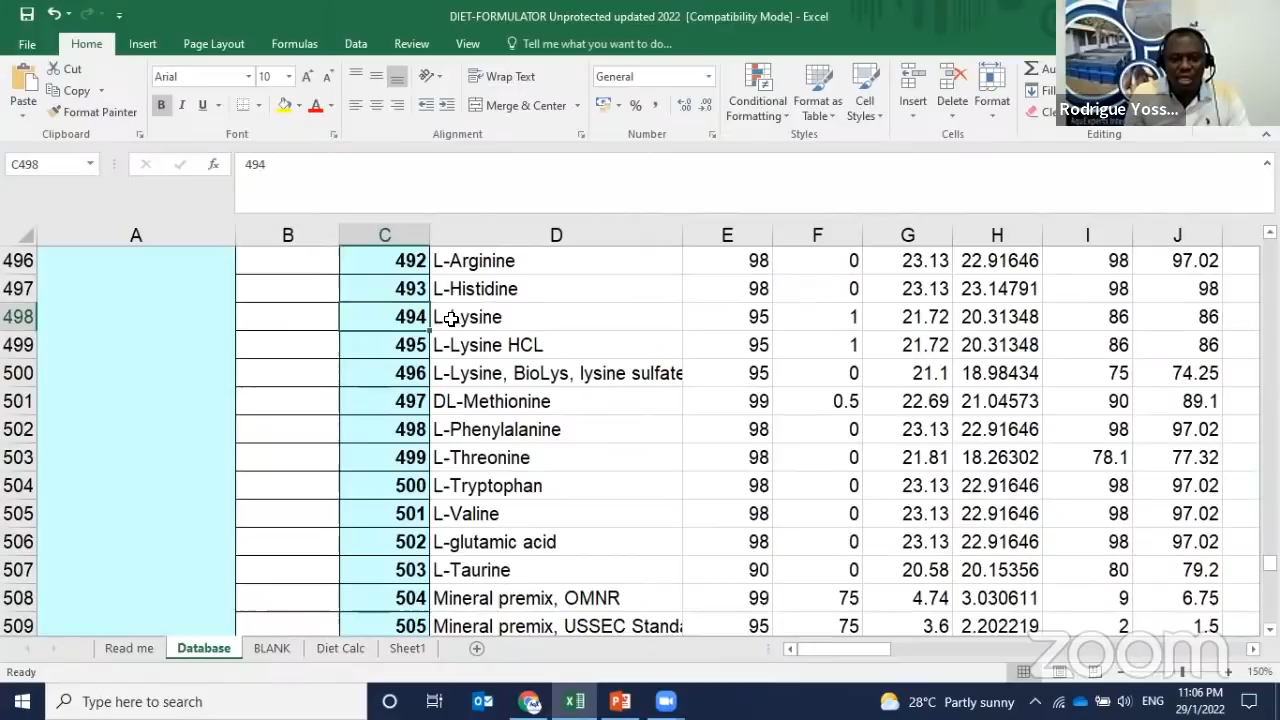 DIET-FORMULATOR Unprotected updated 2022 [Compatibility Mode] - Excel
File Home Insert Page Layout Formulas Data Review View Tell me what you want to do...
Paste Cut Copy Format Painter
Arial 10
B I U
Wrap Text
Merge & Center
General
Conditional Formatting Format as Table Cell Styles
Insert Delete Format
Clipboard Font Alignment Number Styles Cells Editing
Rodrigue Yoss...
C498 fx 494
A B C D E F G H I J
496 492 L-Arginine 98 0 23.13 22.91646 98 97.02
497 493 L-Histidine 98 0 23.13 23.14791 98 98
498 494 L-Lysine 95 1 21.72 20.31348 86 86
499 495 L-Lysine HCL 95 1 21.72 20.31348 86 86
500 496 L-Lysine, BioLys, lysine sulfate 95 0 21.1 18.98434 75 74.25
501 497 DL-Methionine 99 0.5 22.69 21.04573 90 89.1
502 498 L-Phenylalanine 98 0 23.13 22.91646 98 97.02
503 499 L-Threonine 98 0 21.81 18.26302 78.1 77.32
504 500 L-Tryptophan 98 0 23.13 22.91646 98 97.02
505 501 L-Valine 98 0 23.13 22.91646 98 97.02
506 502 L-glutamic acid 98 0 23.13 22.91646 98 97.02
507 503 L-Taurine 90 0 20.58 20.15356 80 79.2
508 504 Mineral premix, OMNR 99 75 4.74 3.030611 9 6.75
509 505 Mineral premix, USSEC Standa 95 75 3.6 2.202219 2 1.5
Read me Database BLANK Diet Calc Sheet1
zoom
Ready 150%
Type here to search
28°C Partly sunny ENG 11:06 PM
29/1/2022